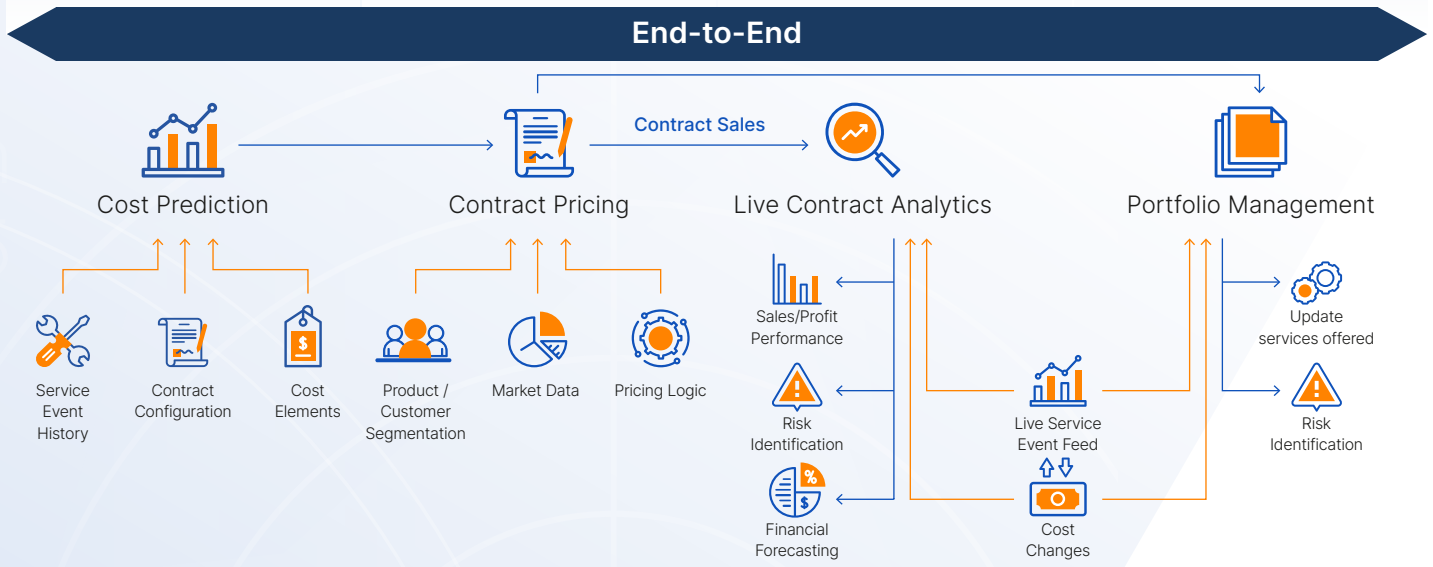 End-to-End
Contract Sales
Cost Prediction
Contract Pricing
Live Contract Analytics
Portfolio Management
$
Service
Event
History
Contract
Configuration
Cost
Elements
Product /
Customer
Segmentation
Market Data
Pricing Logic
Sales/Profit
Performance
Risk
Identification
%
$
Financial
Forecasting
Live Service
Event Feed
Cost
Changes
Update
services offered
Risk
Identification